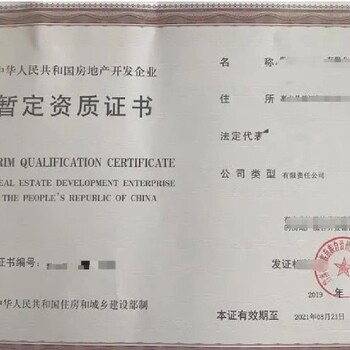 中华人民共和国房地产开发企业
暂定资质证书
RIM QUALIFICATION CERTIFICATE
EAL ESTATE DEVELOPMENT ENTERPRISE
THE PEOPLE'S REPUBLIC OF CHINA
证书编号:
中华人民共和国住房和城乡建设部制
名 称
住 所
法定代表
公司类型 有限责任公司
发证
2019 年
本证有效期至 2021年09月21日